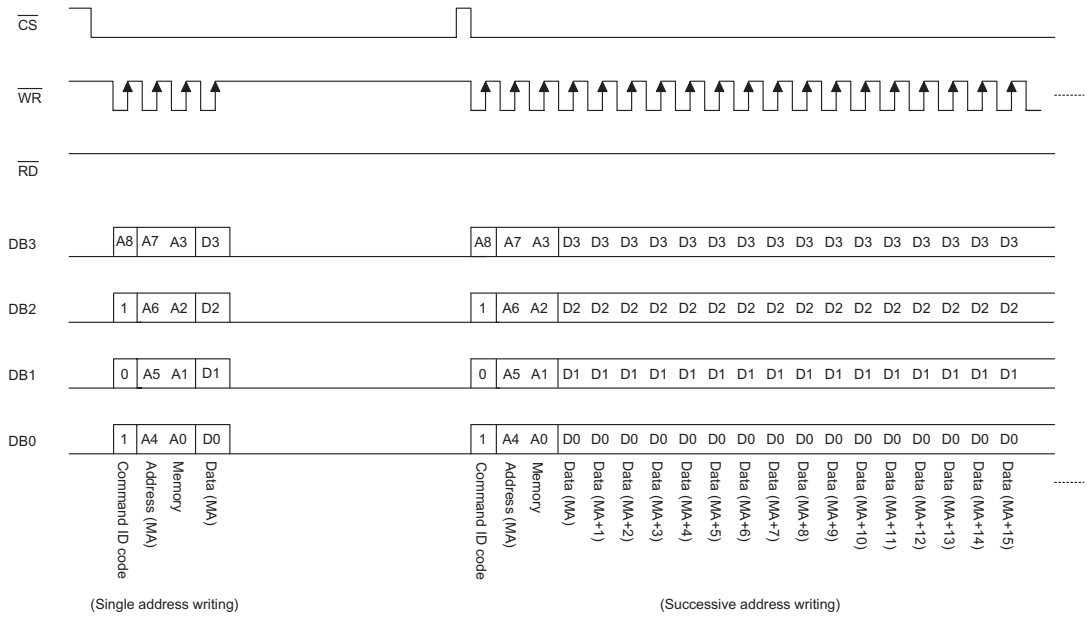 CS
WR
RD
DB3 A8 A7 A3 D3 A8 A7 A3 D3 D3 D3 D3 D3 D3 D3 D3 D3 D3 D3 D3 D3 D3 D3 D3
DB2 1 A6 A2 D2 1 A6 A2 D2 D2 D2 D2 D2 D2 D2 D2 D2 D2 D2 D2 D2 D2 D2 D2
DB1 0 A5 A1 D1 0 A5 A1 D1 D1 D1 D1 D1 D1 D1 D1 D1 D1 D1 D1 D1 D1 D1 D1
DB0 1 A4 A0 D0 1 A4 A0 D0 D0 D0 D0 D0 D0 D0 D0 D0 D0 D0 D0 D0 D0 D0 D0
Command ID code
Address (MA)
Memory
Data (MA)
Command ID code
Address (MA)
Memory
Data (MA)
Data (MA+1)
Data (MA+2)
Data (MA+3)
Data (MA+4)
Data (MA+5)
Data (MA+6)
Data (MA+7)
Data (MA+8)
Data (MA+9)
Data (MA+10)
Data (MA+11)
Data (MA+12)
Data (MA+13)
Data (MA+14)
Data (MA+15)
(Single address writing)
(Successive address writing)